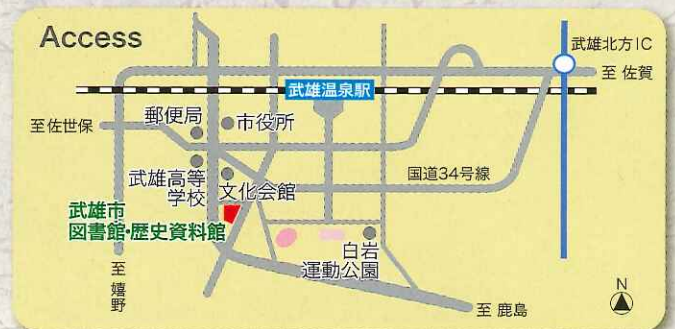 Access
武雄北方IC
至 佐賀
武雄温泉駅
郵便局
市役所
至佐世保
武雄高等
学校
文化会館
国道34号線
武雄市
図書館・歴史資料館
白岩
運動公園
至
嬉
野
至 鹿島
N